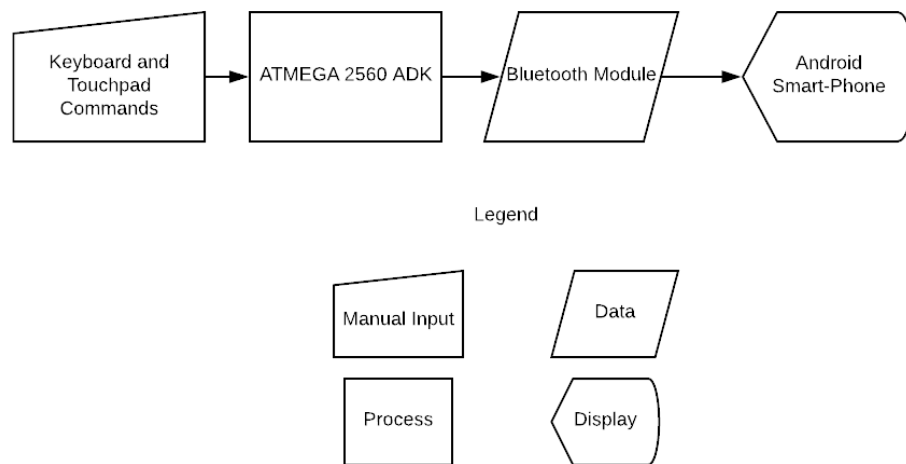 Keyboard and
Touchpad
Commands
ATMEGA 2560 ADK
Bluetooth Module
Android
Smart-Phone
Legend
Manual Input
Data
Process
Display